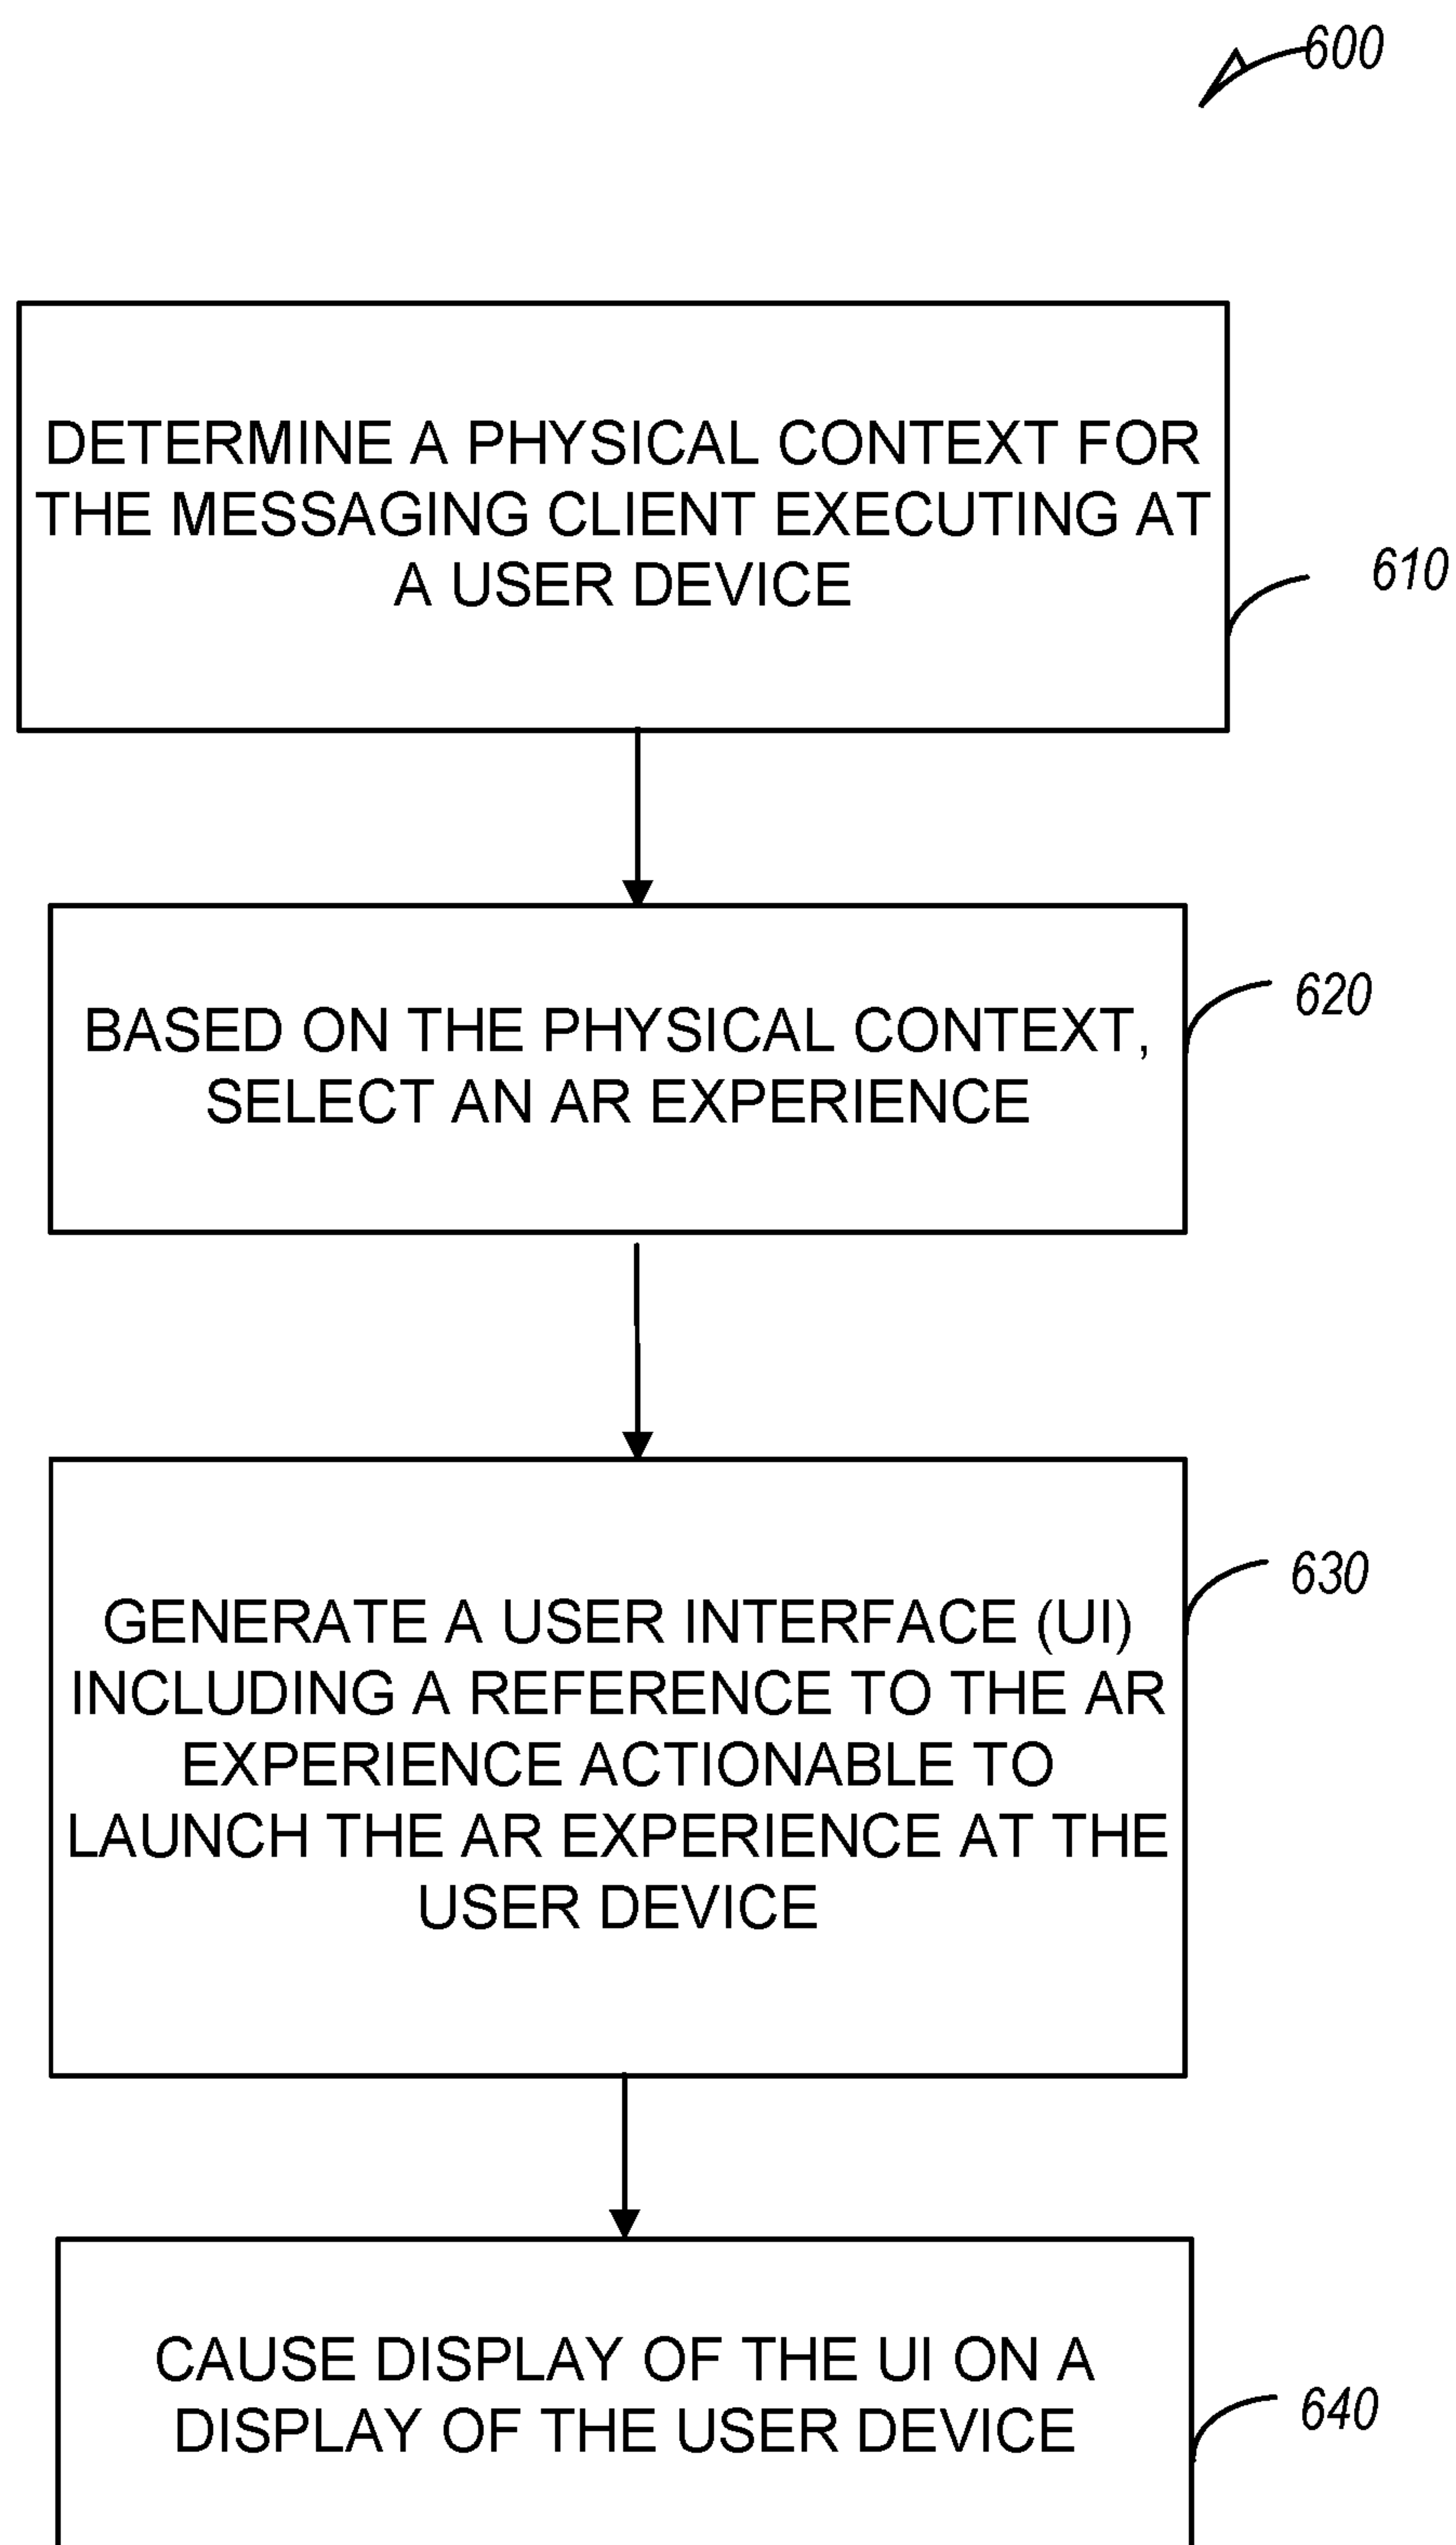 600
DETERMINE A PHYSICAL CONTEXT FOR
THE MESSAGING CLIENT EXECUTING AT
A USER DEVICE
610
BASED ON THE PHYSICAL CONTEXT,
SELECT AN AR EXPERIENCE
620
GENERATE A USER INTERFACE (UI)
INCLUDING A REFERENCE TO THE AR
EXPERIENCE ACTIONABLE TO
LAUNCH THE AR EXPERIENCE AT THE
USER DEVICE
630
CAUSE DISPLAY OF THE UI ON A
DISPLAY OF THE USER DEVICE
640